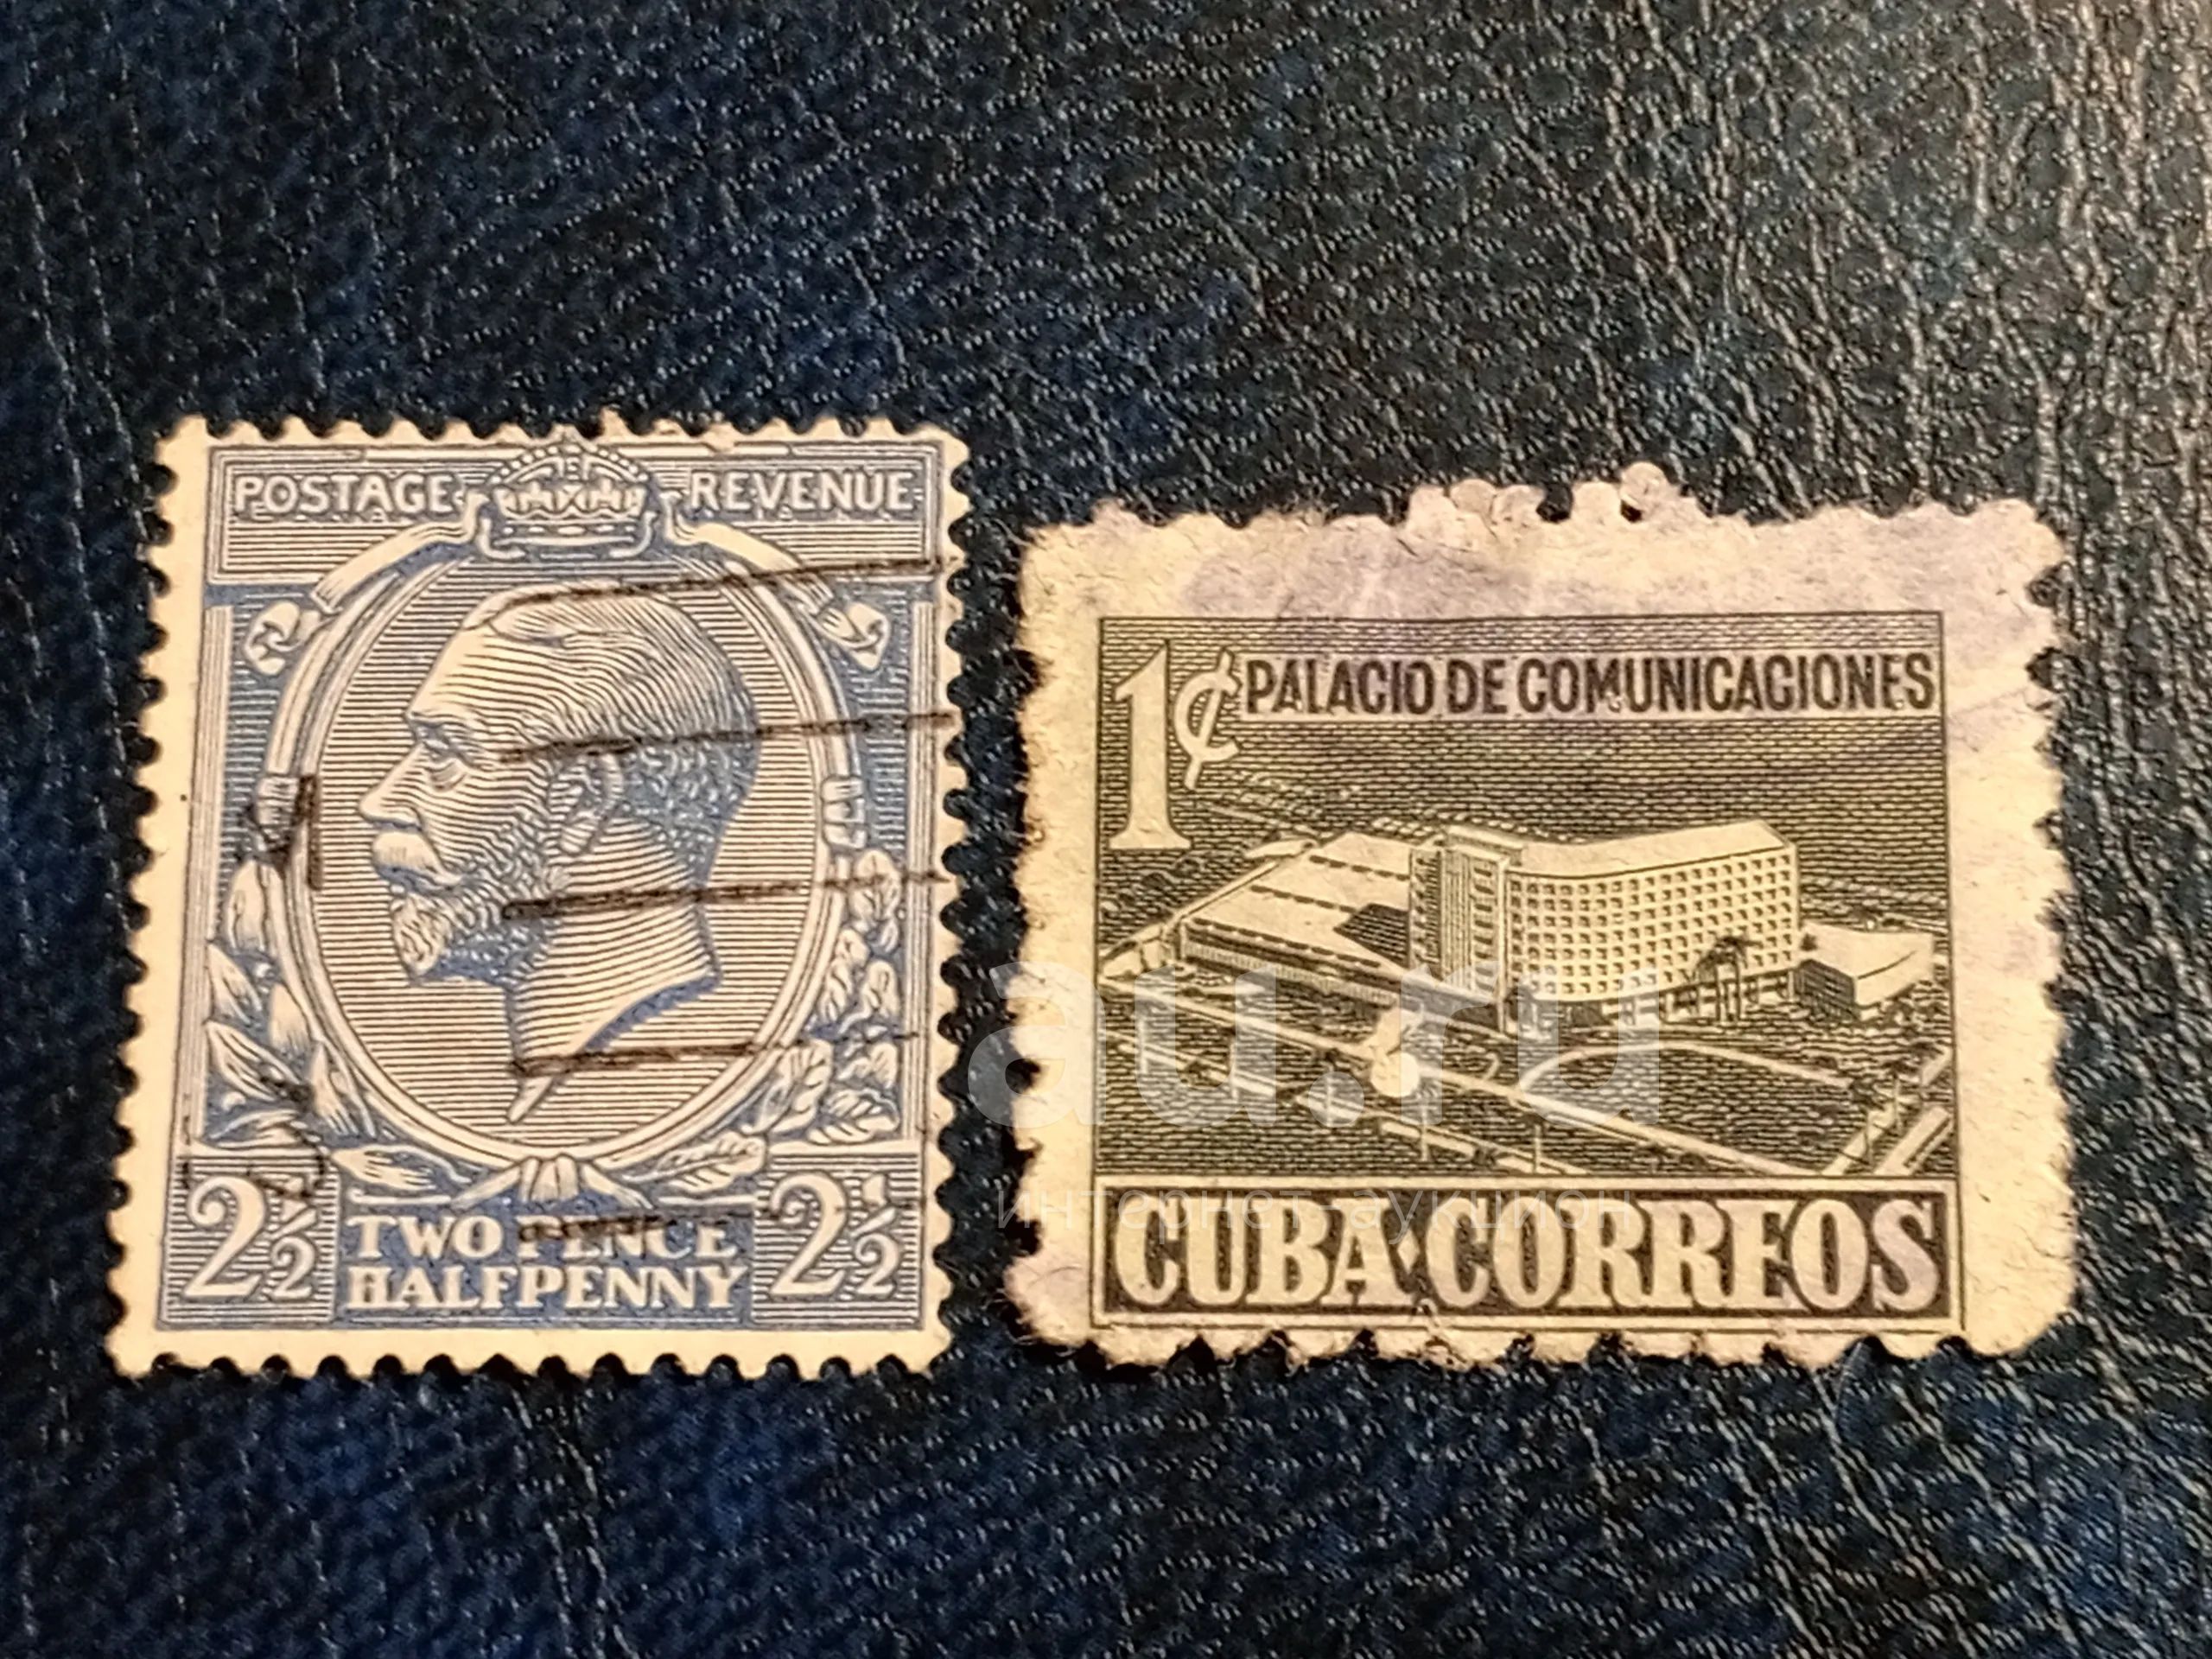 POSTAGE REVENUE
TWO PENCE
HALFPENNY
2½ 2½
1¢ PALACIO DE COMUNICACIONES
CUBA·CORREOS
au.ru
интернет-аукцион